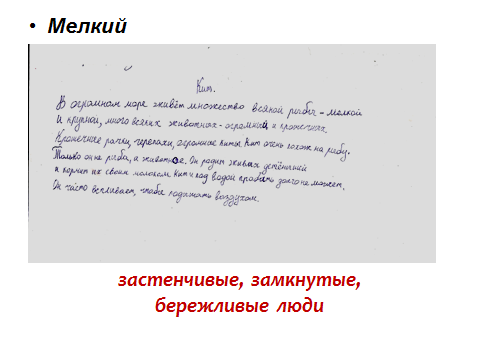 • Мелкий
Кит.
В огромном море живёт множество всякой рыбы - мелкой
и крупной, много всяких животных - огромных и крошечных.
Крошечные рачки, черепахи, огромные киты. Кит очень похож на рыбу.
Только он не рыба, а животное. Он родит живых детёнышей
и кормит их своим молоком. Кит под водой пробыть долго не может.
Он часто всплывает, чтобы подышать воздухом.
застенчивые, замкнутые,
бережливые люди